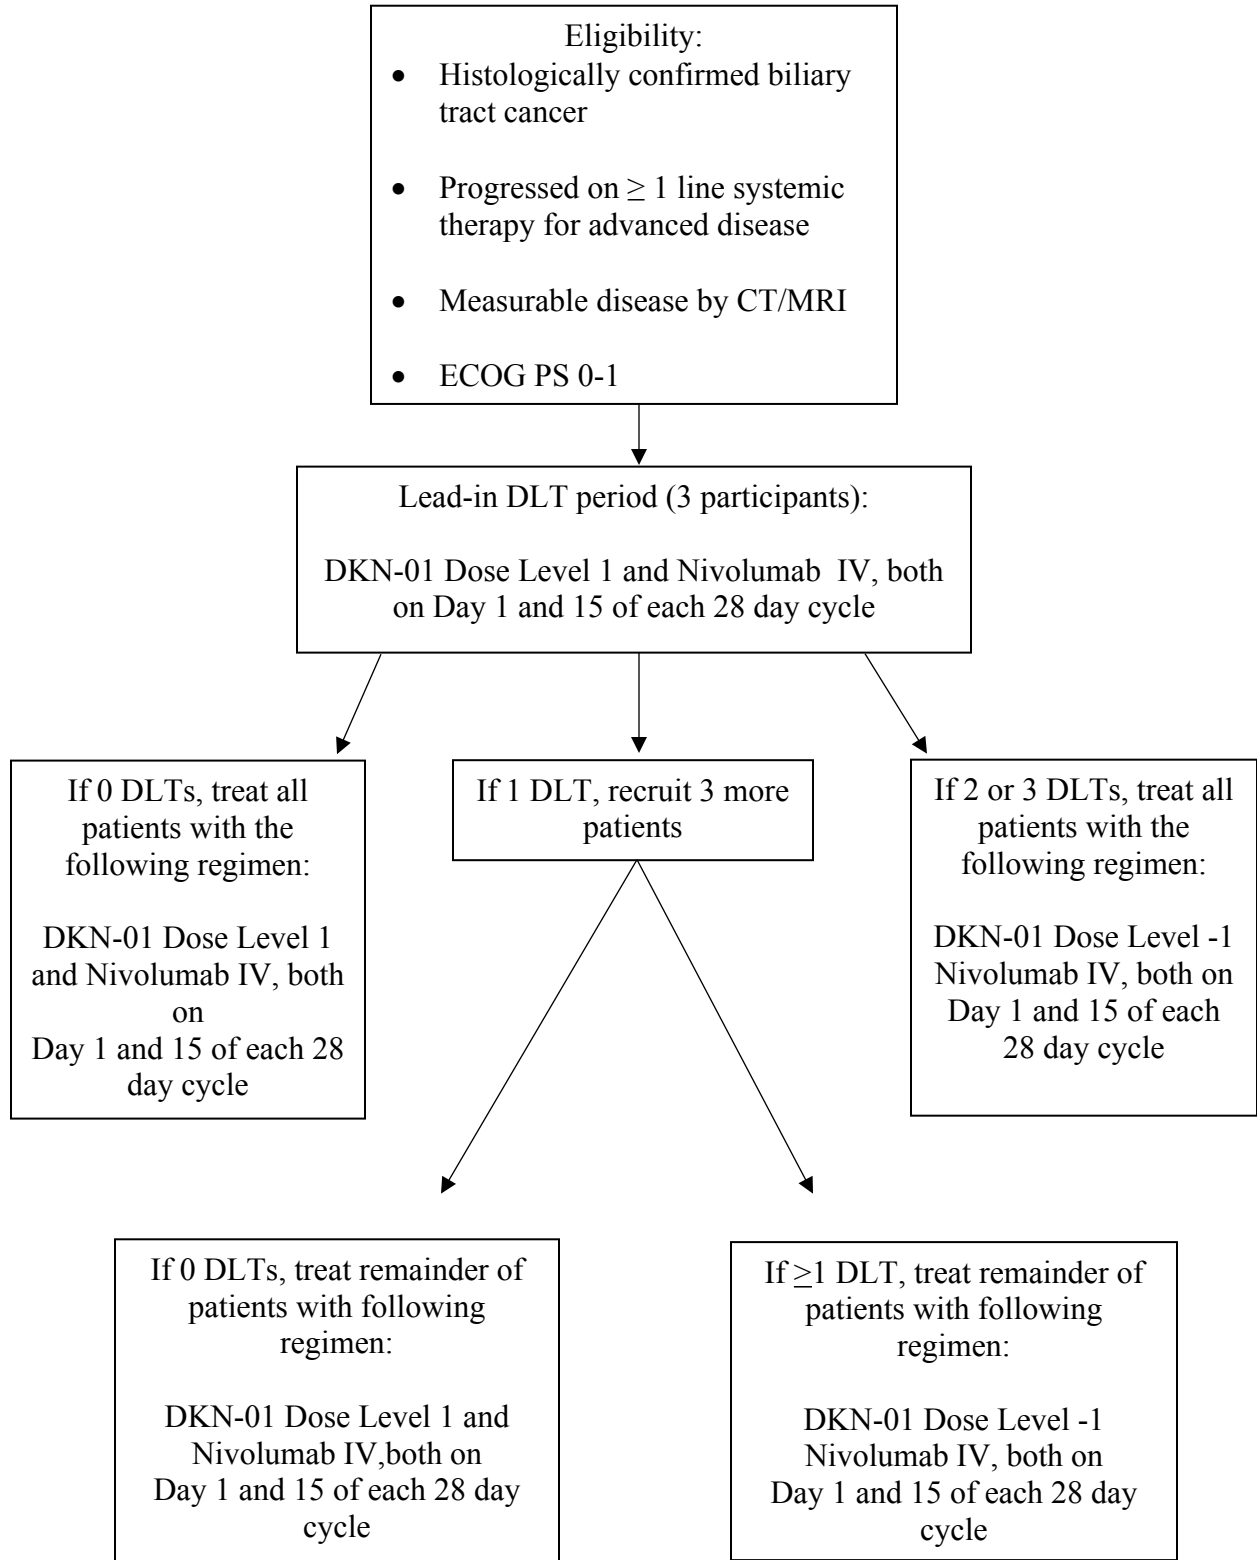 Eligibility:
• Histologically confirmed biliary
tract cancer
• Progressed on ≥ 1 line systemic
therapy for advanced disease
• Measurable disease by CT/MRI
• ECOG PS 0-1
Lead-in DLT period (3 participants):
DKN-01 Dose Level 1 and Nivolumab IV, both
on Day 1 and 15 of each 28 day cycle
If 0 DLTs, treat all
patients with the
following regimen:
DKN-01 Dose Level 1
and Nivolumab IV, both
on
Day 1 and 15 of each 28
day cycle
If 1 DLT, recruit 3 more
patients
If 2 or 3 DLTs, treat all
patients with the
following regimen:
DKN-01 Dose Level -1
Nivolumab IV, both on
Day 1 and 15 of each
28 day cycle
If 0 DLTs, treat remainder of
patients with following
regimen:
DKN-01 Dose Level 1 and
Nivolumab IV,both on
Day 1 and 15 of each 28 day
cycle
If ≥1 DLT, treat remainder of
patients with following
regimen:
DKN-01 Dose Level -1
Nivolumab IV, both on
Day 1 and 15 of each 28 day
cycle